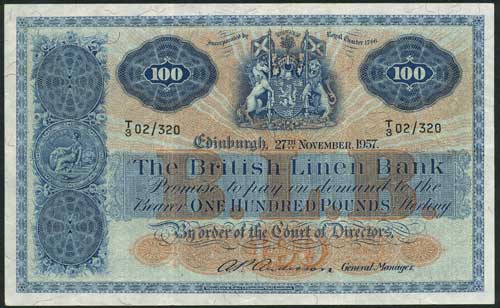 Incorporated by Royal Charter 1746
100 100
T/3 02/320 T/3 02/320
Edinburgh, 27TH NOVEMBER, 1957.
The British Linen Bank
Promise to pay on demand to the
Bearer ONE HUNDRED POUNDS Sterling
By order of the Court of Directors,
£100
General Manager.